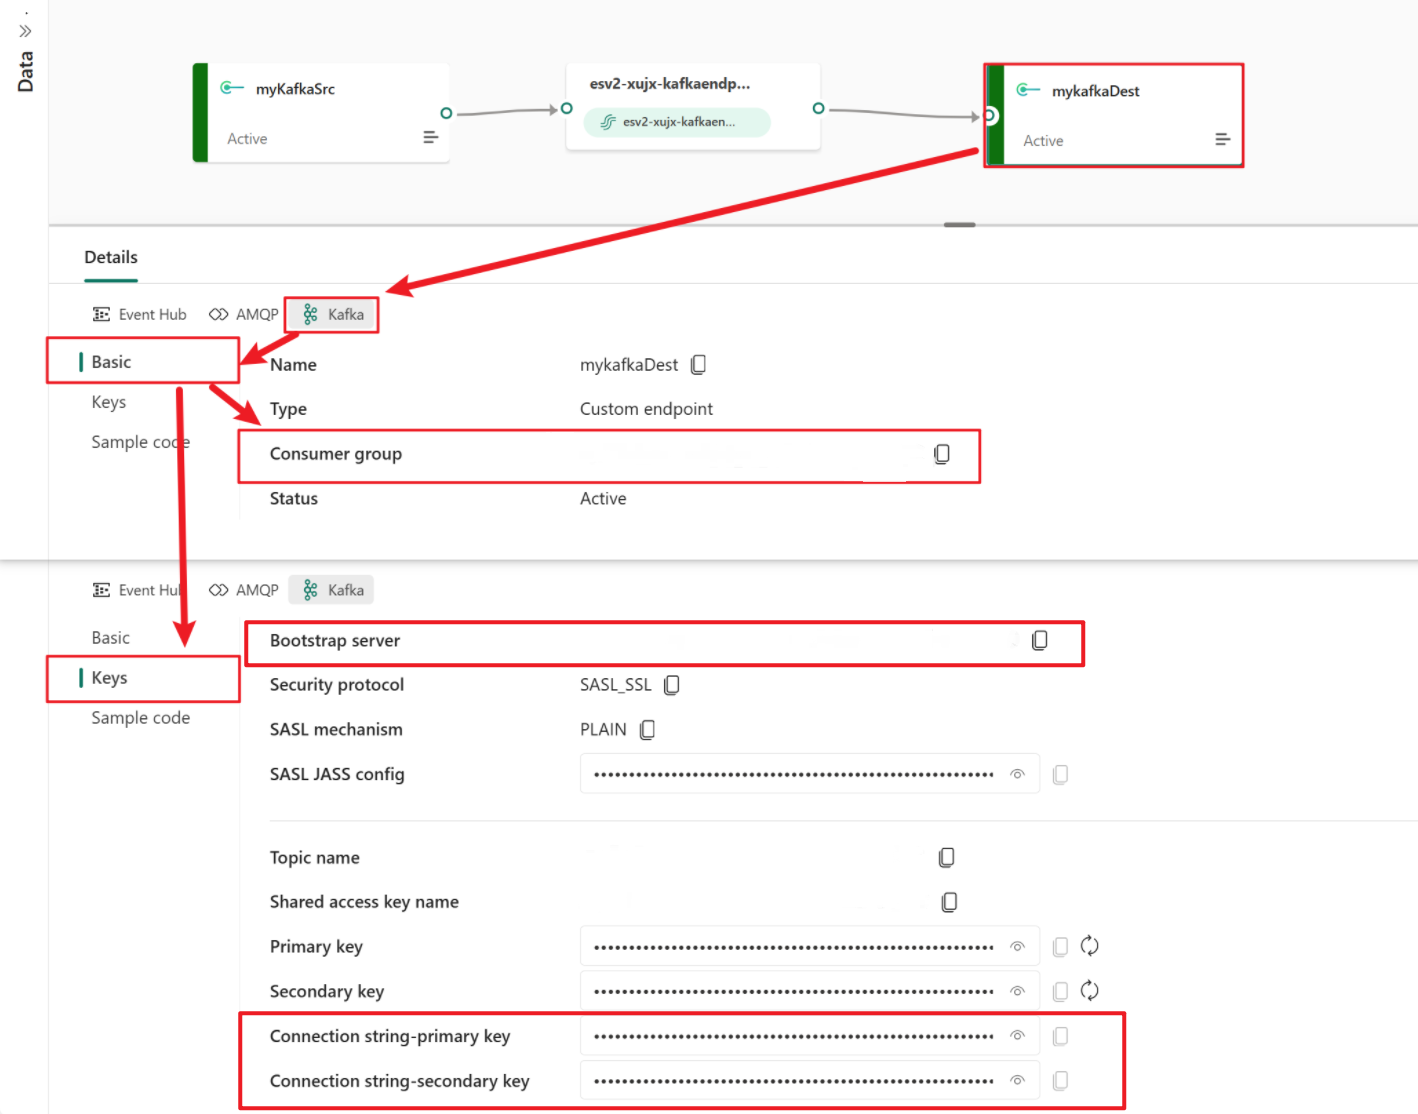 Data
myKafkaSrc
Active
esv2-xujx-kafkaendp...
esv2-xujx-kafkaen...
mykafkaDest
Active
Details
Event Hub AMQP Kafka
Basic
Keys
Sample code
Name mykafkaDest
Type Custom endpoint
Consumer group
Status Active
Event Hub AMQP Kafka
Basic
Keys
Sample code
Bootstrap server
Security protocol SASL_SSL
SASL mechanism PLAIN
SASL JASS config
Topic name
Shared access key name
Primary key
Secondary key
Connection string-primary key
Connection string-secondary key